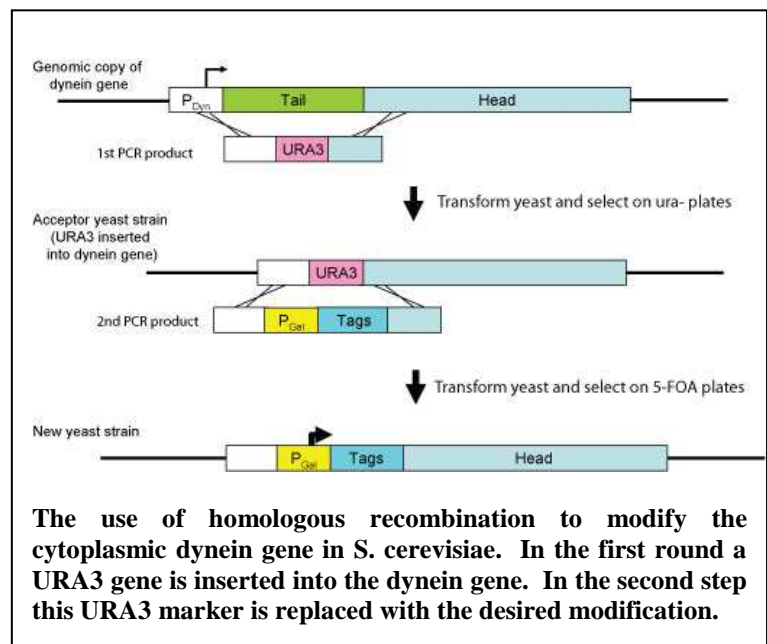 Genomic copy of
dynein gene
P Dyn
Tail
Head
1st PCR product
URA3
Transform yeast and select on ura- plates
Acceptor yeast strain
(URA3 inserted
into dynein gene)
URA3
2nd PCR product
P Gal
Tags
Transform yeast and select on 5-FOA plates
New yeast strain
P Gal
Tags
Head
The use of homologous recombination to modify the
cytoplasmic dynein gene in S. cerevisiae. In the first round a
URA3 gene is inserted into the dynein gene. In the second step
this URA3 marker is replaced with the desired modification.